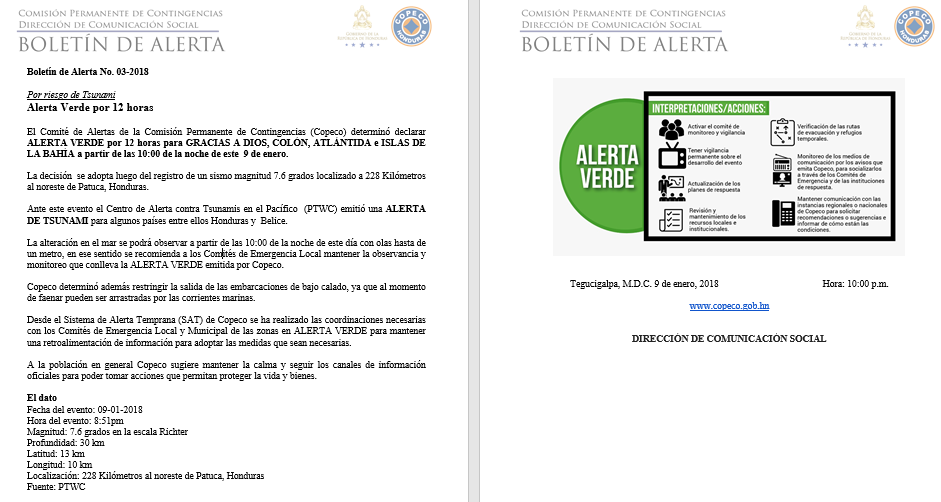 COMISIÓN PERMANENTE DE CONTINGENCIAS
DIRECCIÓN DE COMUNICACIÓN SOCIAL
BOLETÍN DE ALERTA
GOBIERNO DE LA
REPÚBLICA DE HONDURAS
COPECO
HONDURAS
Boletín de Alerta No. 03-2018
Por riesgo de Tsunami
Alerta Verde por 12 horas
El Comité de Alertas de la Comisión Permanente de Contingencias (Copeco) determinó declarar
ALERTA VERDE por 12 horas para GRACIAS A DIOS, COLÓN, ATLÁNTIDA e ISLAS DE
LA BAHIA a partir de las 10:00 de la noche de este 9 de enero.
La decisión se adopta luego del registro de un sismo magnitud 7.6 grados localizado a 228 Kilómetros
al noreste de Patuca, Honduras.
Ante este evento el Centro de Alerta contra Tsunamis en el Pacífico (PTWC) emitió una ALERTA
DE TSUNAMI para algunos países entre ellos Honduras y Belice.
La alteración en el mar se podrá observar a partir de las 10:00 de la noche de este día con olas hasta de
un metro, en ese sentido se recomienda a los Comités de Emergencia Local mantener la observancia y
monitoreo que conlleva la ALERTA VERDE emitida por Copeco.
Copeco determinó además restringir la salida de las embarcaciones de bajo calado, ya que al momento
de faenar pueden ser arrastradas por las corrientes marinas.
Desde el Sistema de Alerta Temprana (SAT) de Copeco se ha realizado las coordinaciones necesarias
con los Comités de Emergencia Local y Municipal de las zonas en ALERTA VERDE para mantener
una retroalimentación de información para adoptar las medidas que sean necesarias.
A la población en general Copeco sugiere mantener la calma y seguir los canales de información
oficiales para poder tomar acciones que permitan proteger la vida y bienes.
El dato
Fecha del evento: 09-01-2018
Hora del evento: 8:51pm
Magnitud: 7.6 grados en la escala Richter
Profundidad: 30 km
Latitud: 13 km
Longitud: 10 km
Localización: 228 Kilómetros al noreste de Patuca, Honduras
Fuente: PTWC
COMISIÓN PERMANENTE DE CONTINGENCIAS
DIRECCIÓN DE COMUNICACIÓN SOCIAL
BOLETÍN DE ALERTA
GOBIERNO DE LA
REPÚBLICA DE HONDURAS
COPECO
HONDURAS
ALERTA
VERDE
INTERPRETACIONES/ACCIONES:
Activar el comité de
monitoreo y vigilancia
Tener vigilancia
permanente sobre el
desarrollo del evento
Actualización de los
planes de respuesta
Revisión y
mantenimiento de los
recursos locales e
institucionales.
Verificación de las rutas
de evacuación y refugios
temporales.
Monitoreo de los medios
de comunicación por los avisos que
emita Copeco, para socializarlos
a través de los Comités de
Emergencia y de las instituciones
de respuesta.
Mantener comunicación con las
instancias regionales o nacionales
de Copeco para solicitar
recomendaciones o sugerencias e
informar de cómo están las
condiciones.
Tegucigalpa, M.D.C. 9 de enero, 2018 Hora: 10:00 p.m.
www.copeco.gob.hn
DIRECCIÓN DE COMUNICACIÓN SOCIAL